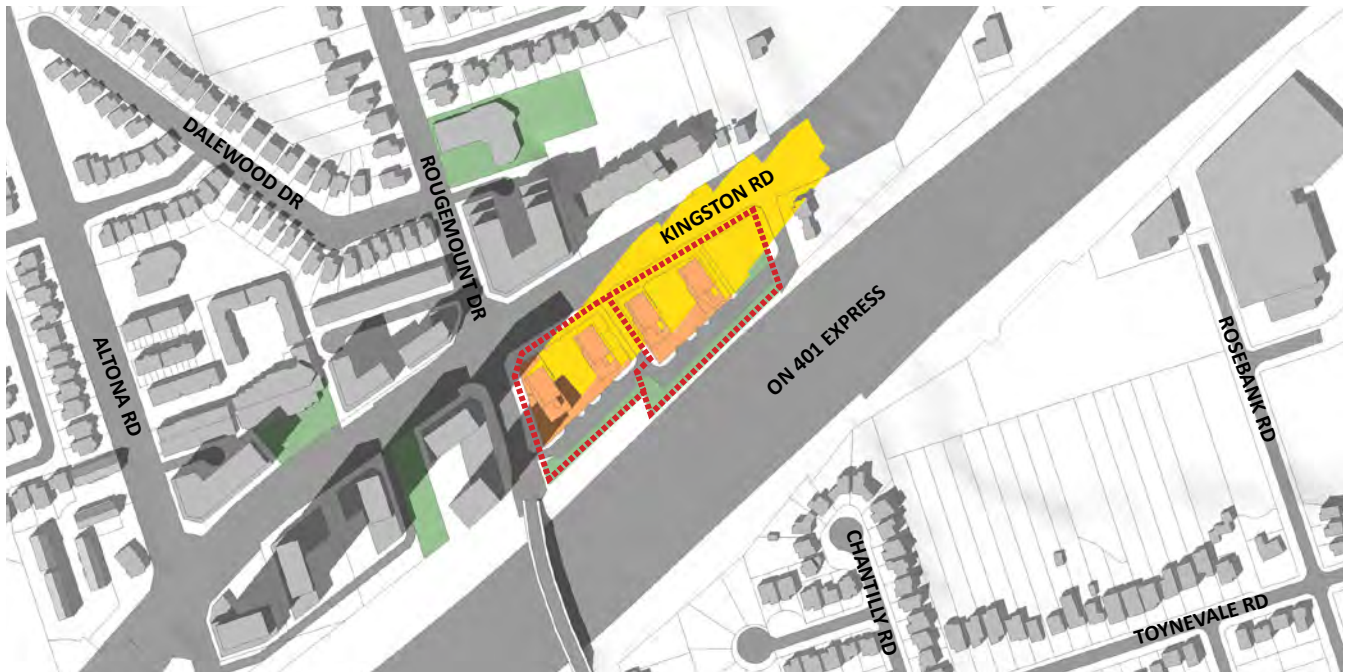 DALEWOOD DR
ROUGEMOUNT DR
KINGSTON RD
ALTONA RD
ON 401 EXPRESS
ROSEBANK RD
CHANTILLY RD
TOYNEVALE RD